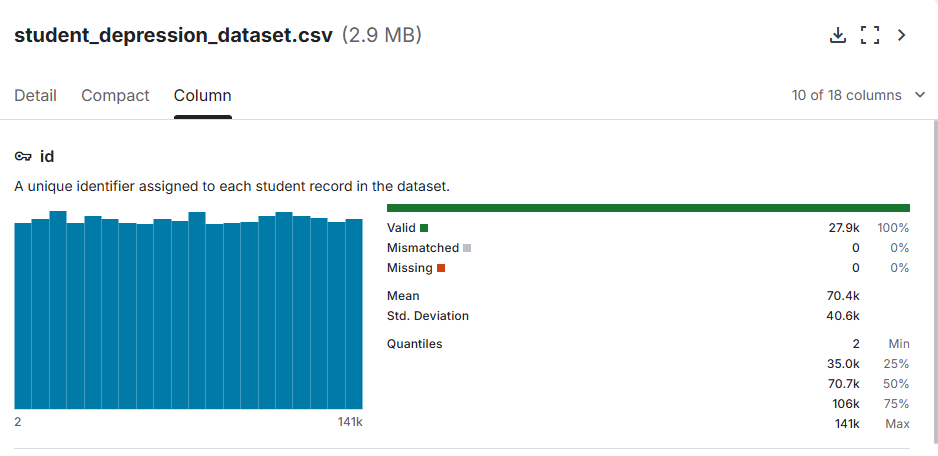 student_depression_dataset.csv (2.9 MB)
Detail Compact Column 10 of 18 columns
id
A unique identifier assigned to each student record in the dataset.
2 141k
Valid 27.9k 100%
Mismatched 0 0%
Missing 0 0%
Mean 70.4k
Std. Deviation 40.6k
Quantiles 2 Min
35.0k 25%
70.7k 50%
106k 75%
141k Max